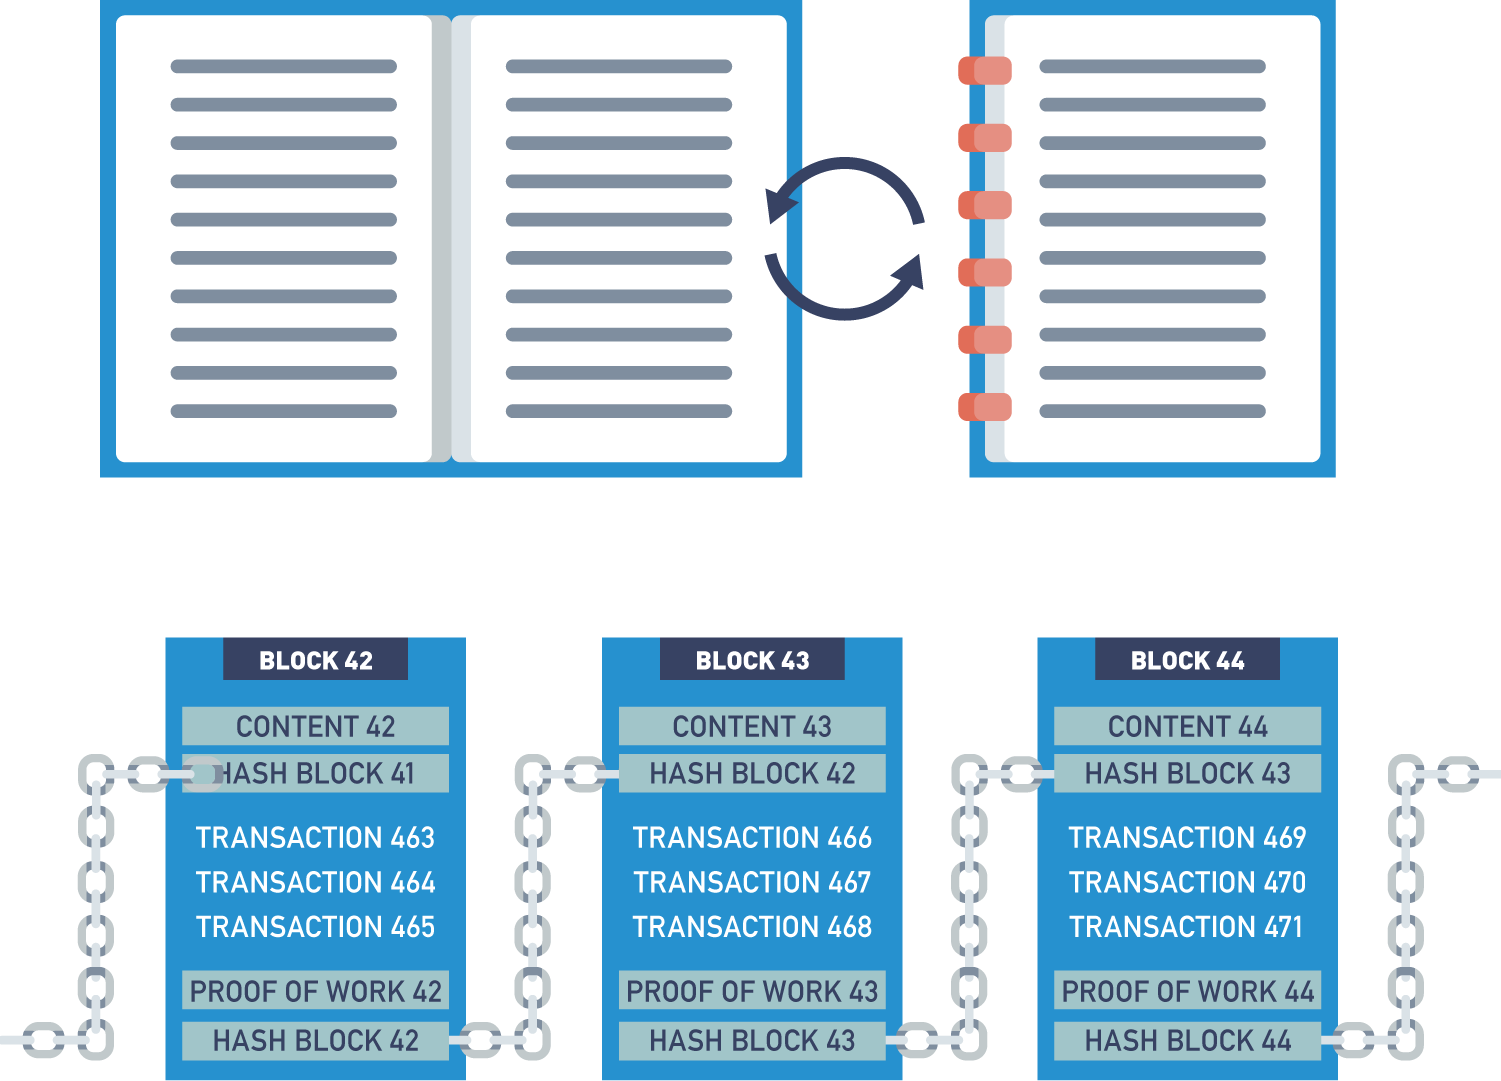 BLOCK 42
CONTENT 42
HASH BLOCK 41
TRANSACTION 463
TRANSACTION 464
TRANSACTION 465
PROOF OF WORK 42
HASH BLOCK 42
BLOCK 43
CONTENT 43
HASH BLOCK 42
TRANSACTION 466
TRANSACTION 467
TRANSACTION 468
PROOF OF WORK 43
HASH BLOCK 43
BLOCK 44
CONTENT 44
HASH BLOCK 43
TRANSACTION 469
TRANSACTION 470
TRANSACTION 471
PROOF OF WORK 44
HASH BLOCK 44